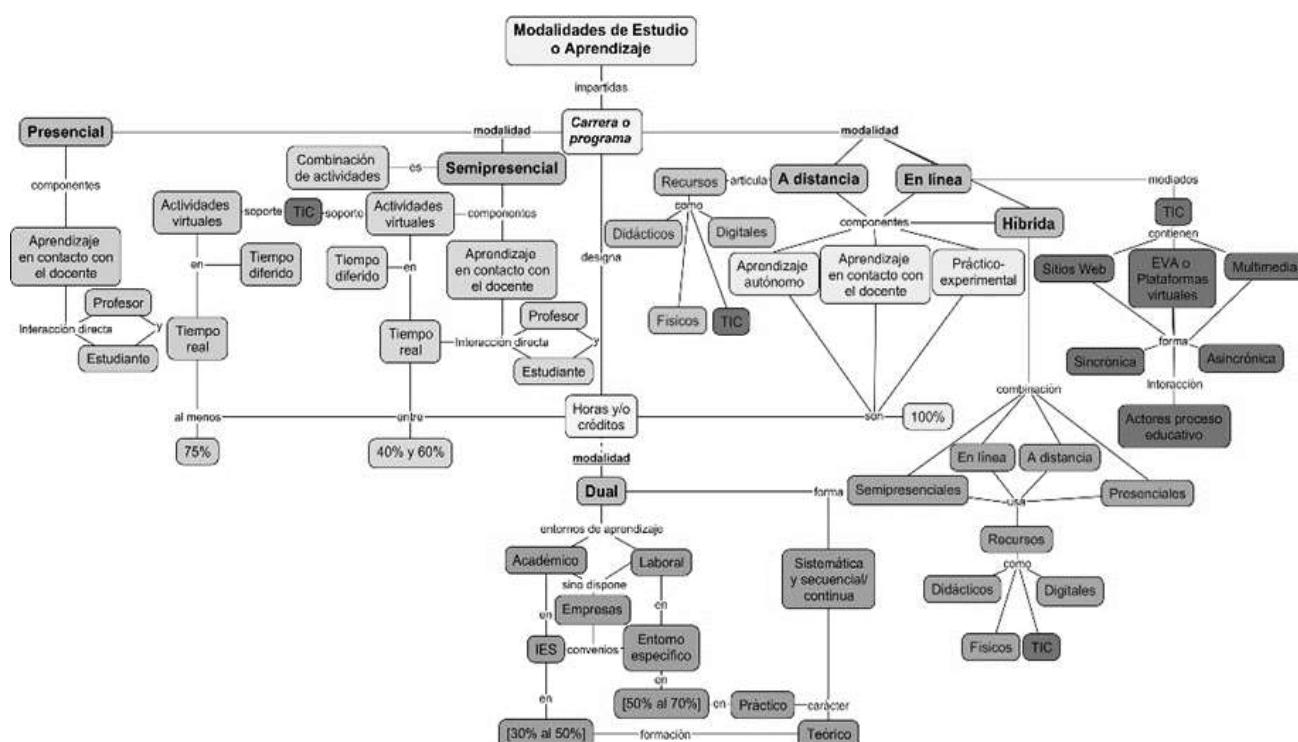 Modalidades de Estudio
o Aprendizaje
impartidas
Carrera o
programa
Presencial
modalidad
modalidad
Combinación
de actividades
es
Semipresencial
Recursos
articula
A distancia
En línea
mediados
componentes
como
Actividades
virtuales
soporte
TIC
soporte
Actividades
virtuales
componentes
componentes
Híbrida
TIC
contienen
Didácticos
Digitales
Aprendizaje
en contacto con
el docente
en
Tiempo
diferido
Tiempo
diferido
en
Aprendizaje
en contacto con
el docente
designa
Aprendizaje
autónomo
Aprendizaje
en contacto con
el docente
Práctico-
experimental
Sitios Web
EVA o
Plataformas
virtuales
Multimedia
Profesor
Profesor
Físicos
TIC
Interacción directa
y
Tiempo
real
Tiempo
real
Interacción directa
y
forma
Estudiante
Estudiante
Sincrónica
Asincrónica
Interacción
combinación
al menos
entre
Horas y/o
créditos
son
100%
Actores proceso
educativo
75%
40% y 60%
modalidad
En línea
A distancia
Dual
forma
Semipresenciales
usa
Presenciales
entornos de aprendizaje
Recursos
Académico
Laboral
Sistemática
y secuencial/
continua
como
sino dispone
Didácticos
Digitales
Empresas
en
en
IES
convenios
Entorno
específico
Físicos
TIC
en
en
[50% al 70%]
en
Práctico
carácter
[30% al 50%]
formación
Teórico